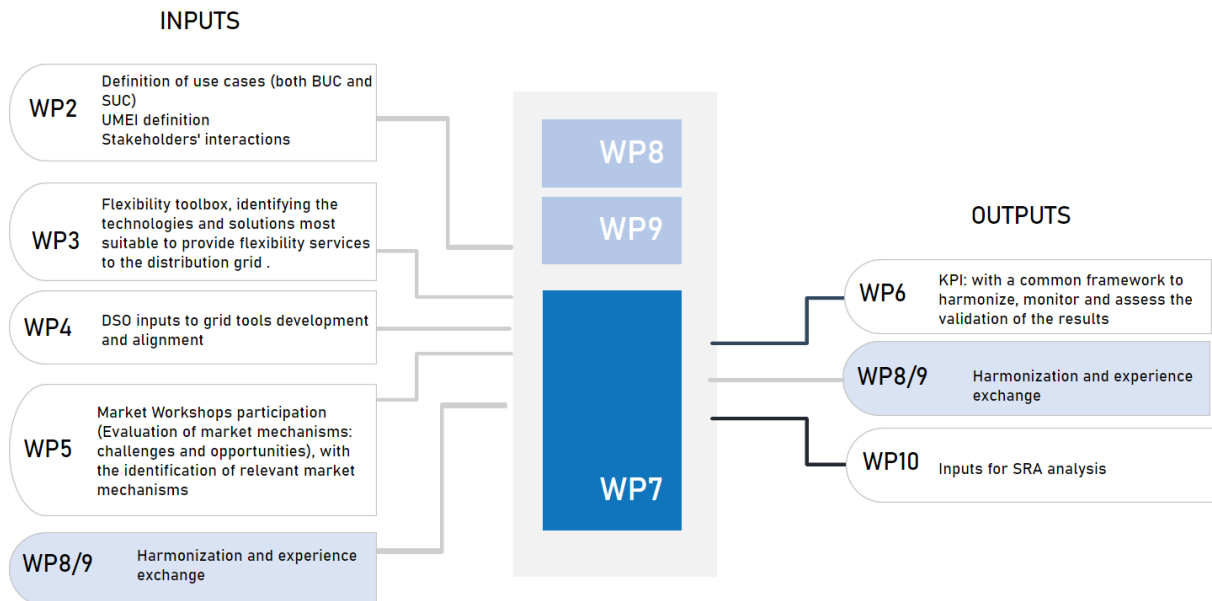 INPUTS
WP2
Definition of use cases (both BUC and
SUC)
UMEI definition
Stakeholders' interactions
WP3
Flexibility toolbox, identifying the
technologies and solutions most
suitable to provide flexibility services
to the distribution grid .
WP4
DSO inputs to grid tools development
and alignment
WP5
Market Workshops participation
(Evaluation of market mechanisms:
challenges and opportunities), with
the identification of relevant market
mechanisms
WP8/9
Harmonization and experience
exchange
WP8
WP9
WP7
OUTPUTS
WP6
KPI: with a common framework to
harmonize, monitor and assess the
validation of the results
WP8/9
Harmonization and experience
exchange
WP10
Inputs for SRA analysis